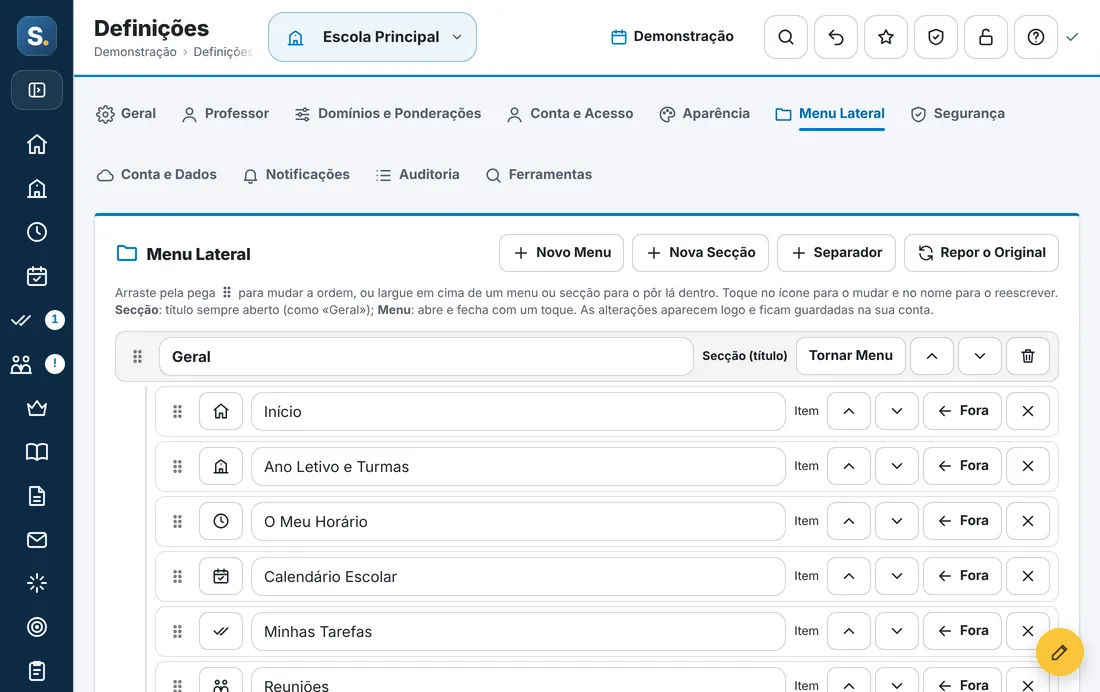 S.
Definições
Demonstração › Definições
Escola Principal
Demonstração
Geral
Professor
Domínios e Ponderações
Conta e Acesso
Aparência
Menu Lateral
Segurança
Conta e Dados
Notificações
Auditoria
Ferramentas
1
!
Menu Lateral
Novo Menu
Nova Secção
Separador
Repor o Original
Arraste pela pega ⠿ para mudar a ordem, ou largue em cima de um menu ou secção para o pôr lá dentro. Toque no ícone para o mudar e no nome para o reescrever.
Secção: título sempre aberto (como «Geral»); Menu: abre e fecha com um toque. As alterações aparecem logo e ficam guardadas na sua conta.
Geral Secção (título) Tornar Menu
Início Item Fora
Ano Letivo e Turmas Item Fora
O Meu Horário Item Fora
Calendário Escolar Item Fora
Minhas Tarefas Item Fora
Reuniões Item Fora